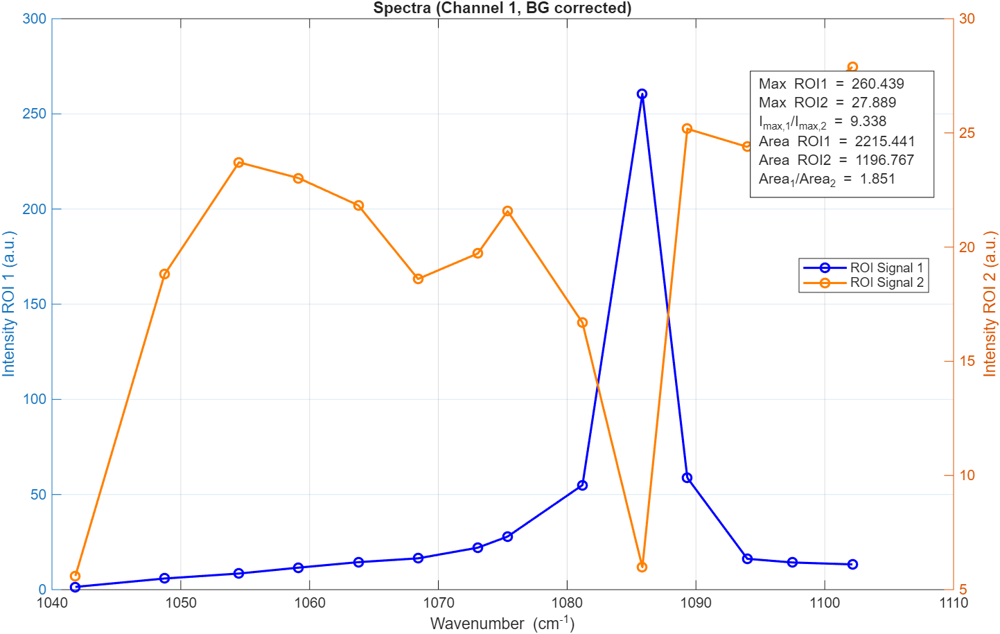 Spectra (Channel 1, BG corrected)
300
250
200
150
100
50
0
Intensity ROI 1 (a.u.)
30
25
20
15
10
5
Intensity ROI 2 (a.u.)
Max ROI1 = 260.439
Max ROI2 = 27.889
Imax,1/Imax,2 = 9.338
Area ROI1 = 2215.441
Area ROI2 = 1196.767
Area1/Area2 = 1.851
ROI Signal 1
ROI Signal 2
1040 1050 1060 1070 1080 1090 1100 1110
Wavenumber (cm-1)